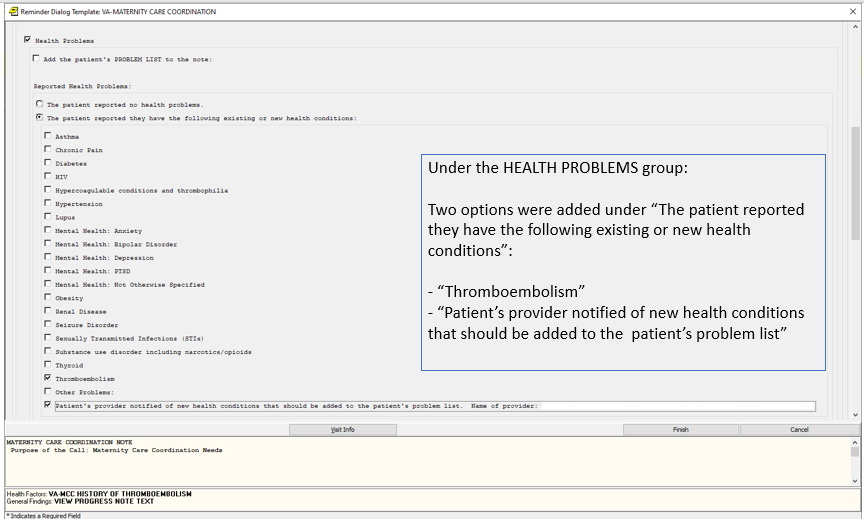 Reminder Dialog Template: VA-MATERNITY CARE COORDINATION
Health Problems
Add the patient's PROBLEM LIST to the note:
Reported Health Problems:
The patient reported no health problems.
The patient reported they have the following existing or new health conditions:
Asthma
Chronic Pain
Diabetes
HIV
Hypercoagulable conditions and thrombophilia
Hypertension
Lupus
Mental Health: Anxiety
Mental Health: Bipolar Disorder
Mental Health: Depression
Mental Health: PTSD
Mental Health: Not Otherwise Specified
Obesity
Renal Disease
Seizure Disorder
Sexually Transmitted Infections (STIs)
Substance use disorder including narcotics/opioids
Thyroid
Thromboembolism
Other Problems:
Patient's provider notified of new health conditions that should be added to the patient's problem list. Name of provider:
Under the HEALTH PROBLEMS group:
Two options were added under “The patient reported
they have the following existing or new health
conditions”:
- “Thromboembolism”
- “Patient’s provider notified of new health conditions
that should be added to the patient’s problem list”
Visit Info
Finish
Cancel
MATERNITY CARE COORDINATION NOTE
Purpose of the Call: Maternity Care Coordination Needs
Health Factors: VA-MCC HISTORY OF THROMBOEMBOLISM
General Findings: VIEW PROGRESS NOTE TEXT
* Indicates a Required Field